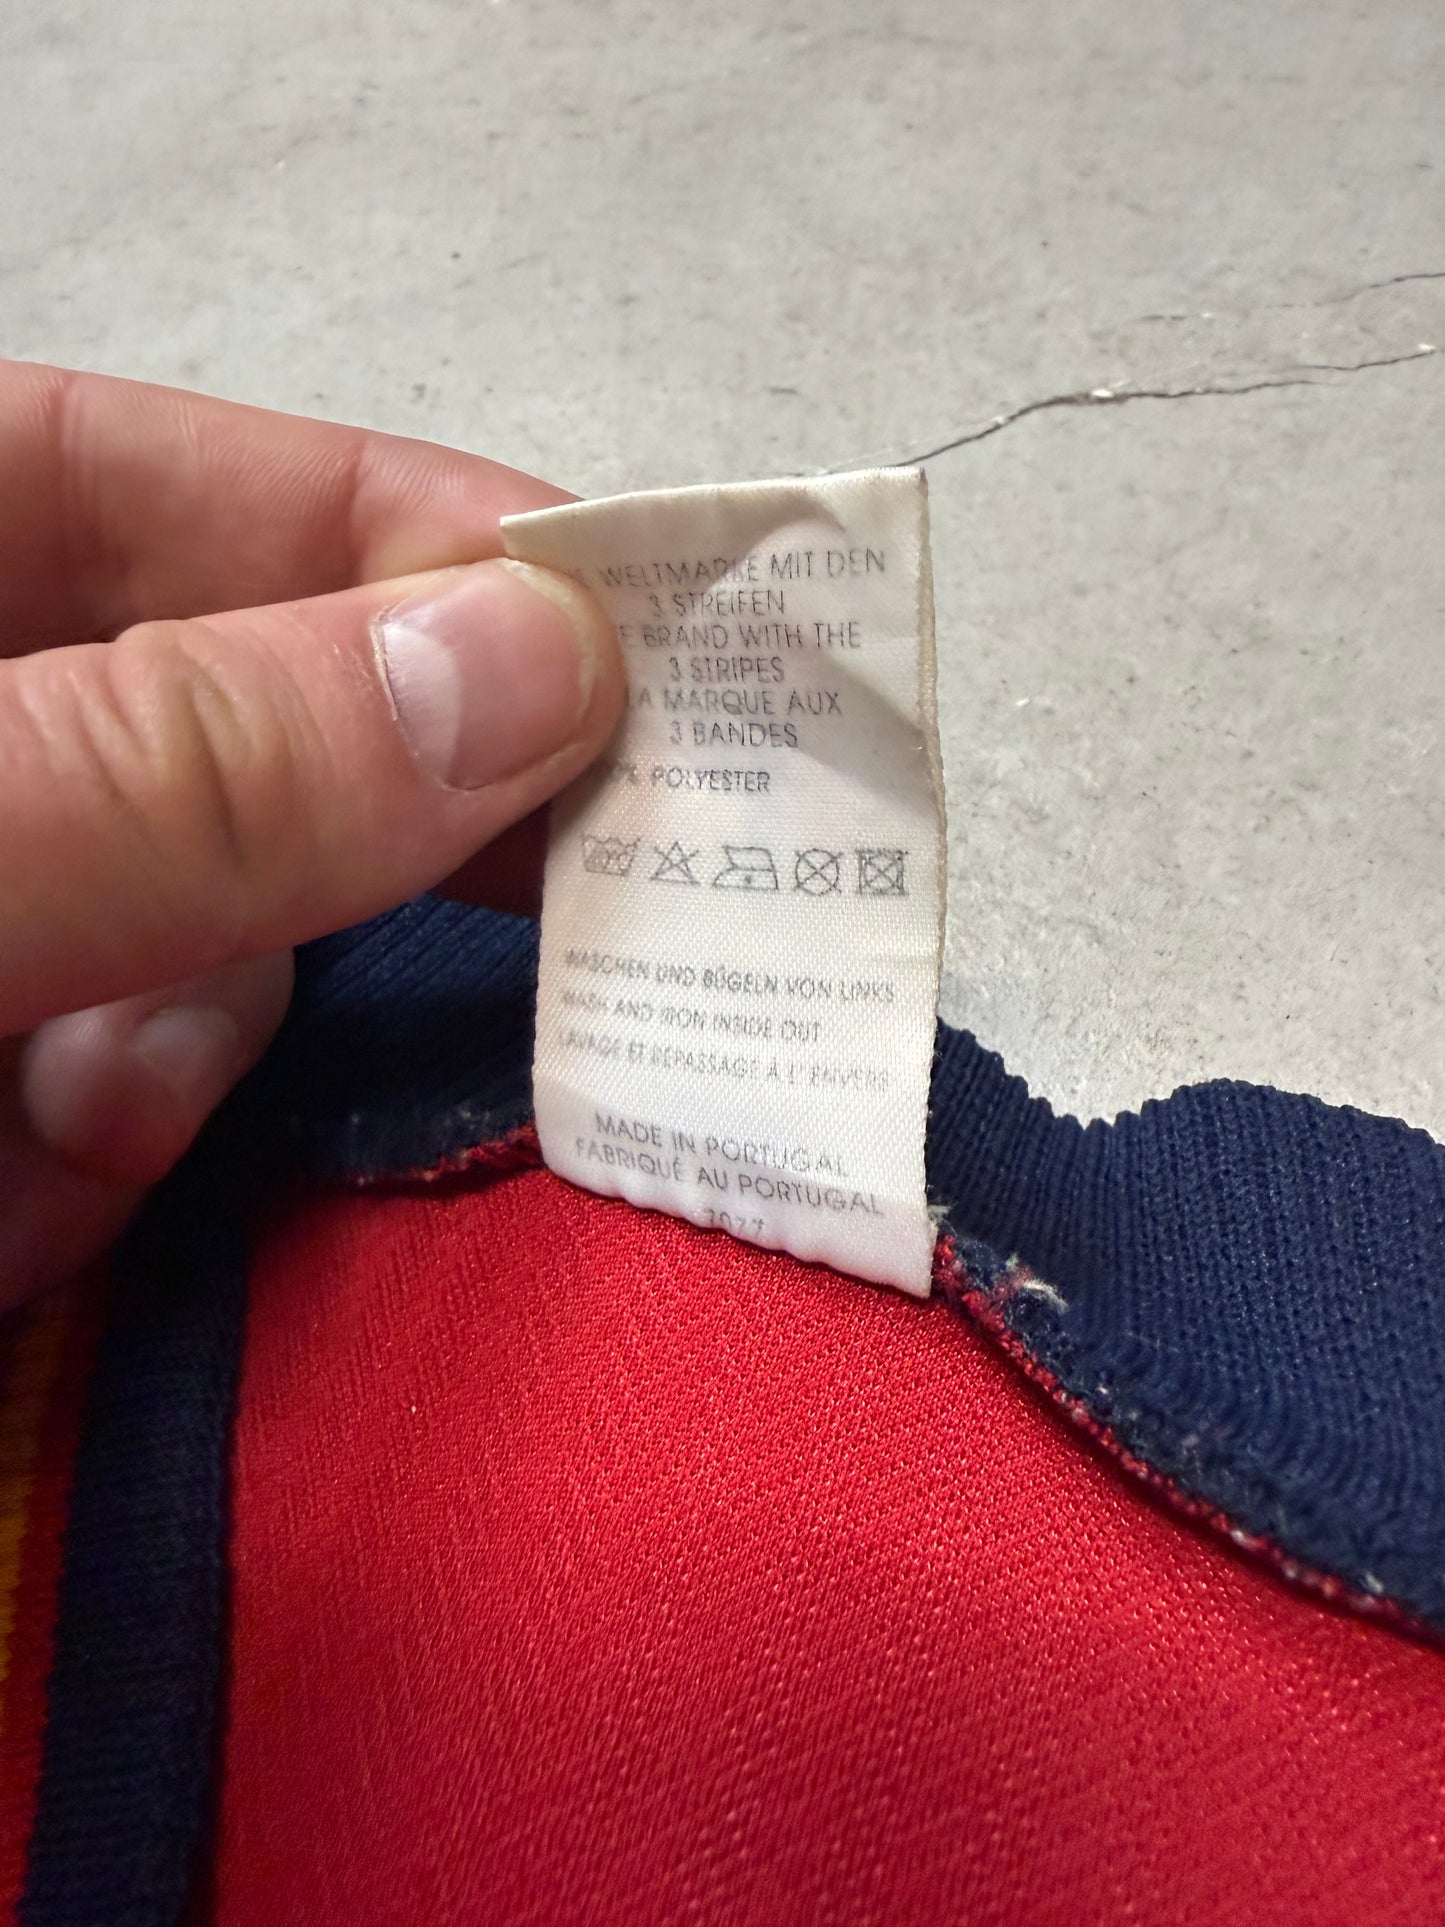 WELTMARKE MIT DEN
3 STREIFEN
BRAND WITH THE
3 STRIPES
LA MARQUE AUX
3 BANDES
POLYESTER
WASCHEN UND BÜGELN VON LINKS
WASH AND IRON INSIDE OUT
LAVAGE ET REPASSAGE À L'ENVERS
MADE IN PORTUGAL
FABRIQUÉ AU PORTUGAL